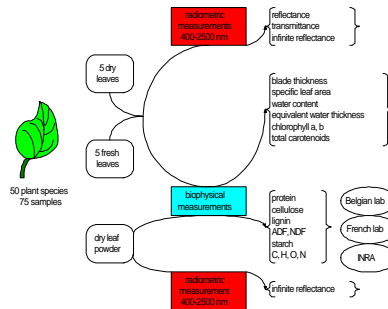 radiometric
measurements
400-2500 nm
reflectance
transmittance
infinite reflectance
5 dry
leaves
5 fresh
leaves
blade thickness
specific leaf area
water content
equivalent water thickness
chlorophyll a, b
total carotenoids
50 plant species
75 samples
biophysical
measurements
dry leaf
powder
protein
cellulose
lignin
ADF, NDF
starch
C, H, O, N
Belgian lab
French lab
INRA
radiometric
measurement
400-2500 nm
infinite reflectance